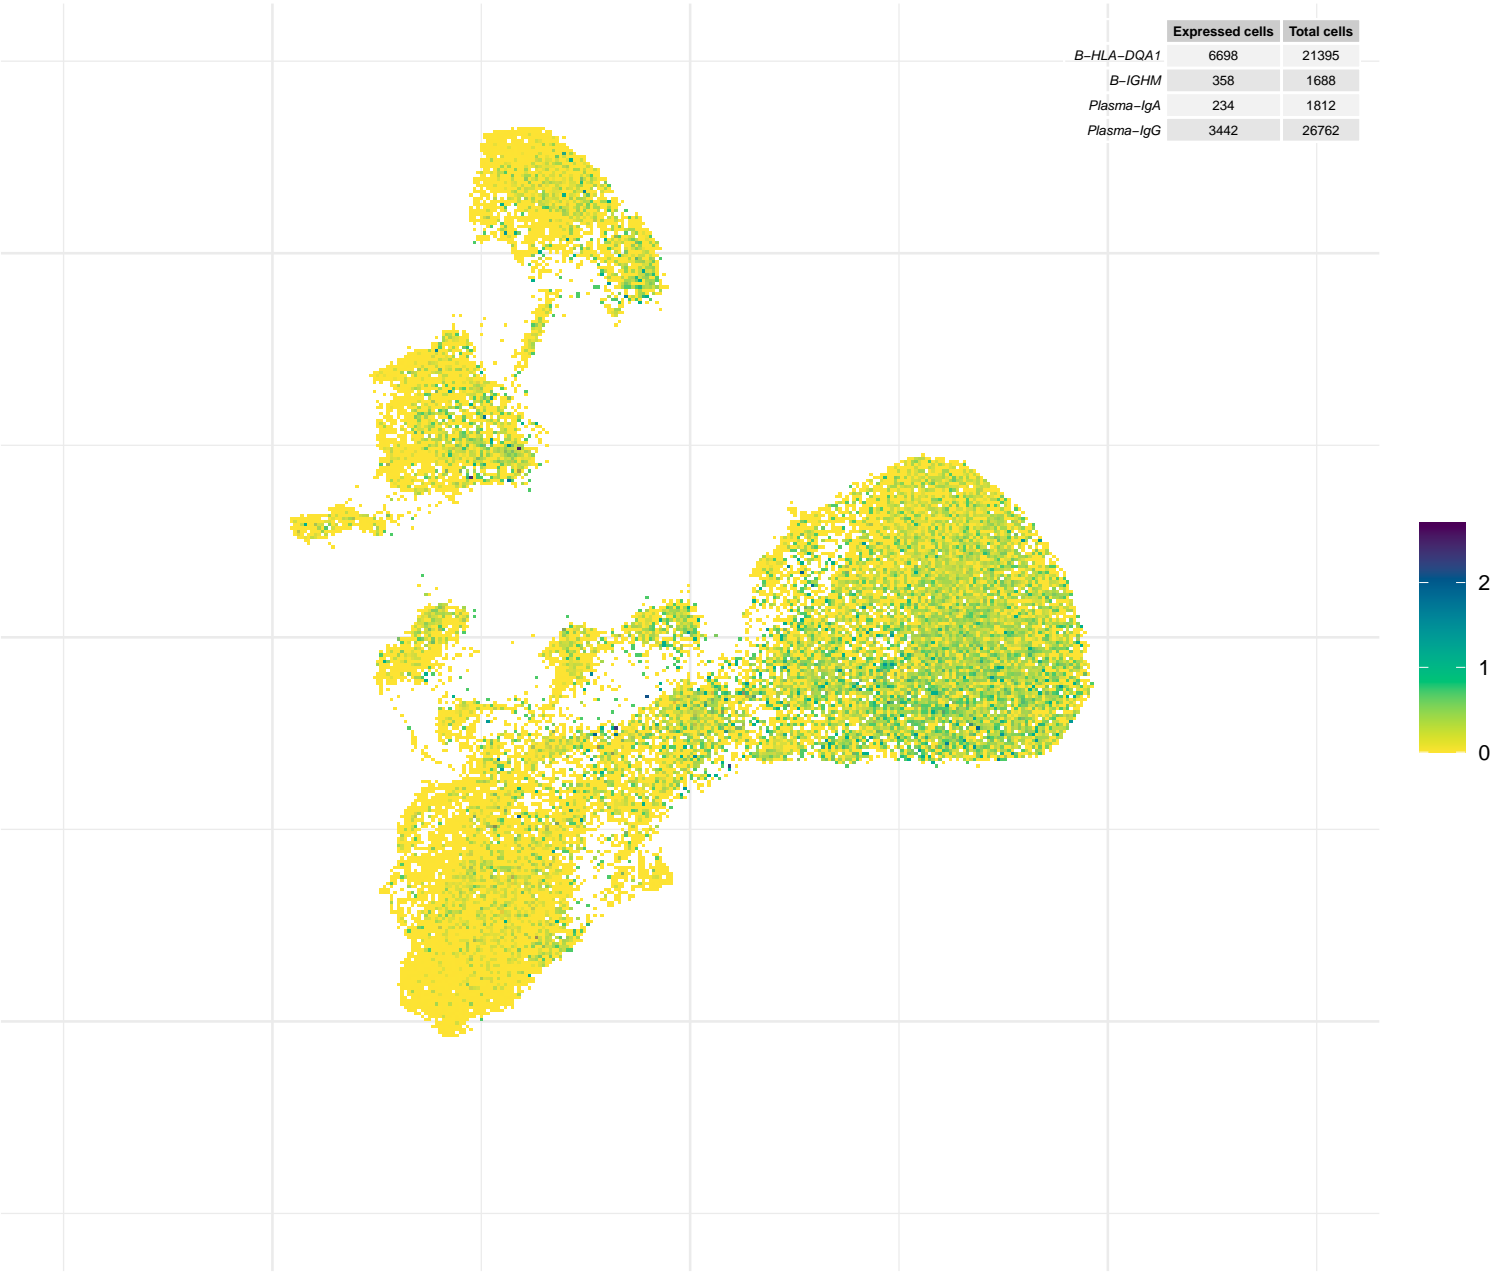 Expressed cells Total cells
B−HLA−DQA1 6698 21395
B−IGHM 358 1688
Plasma−IgA 234 1812
Plasma−IgG 3442 26762
2
1
0